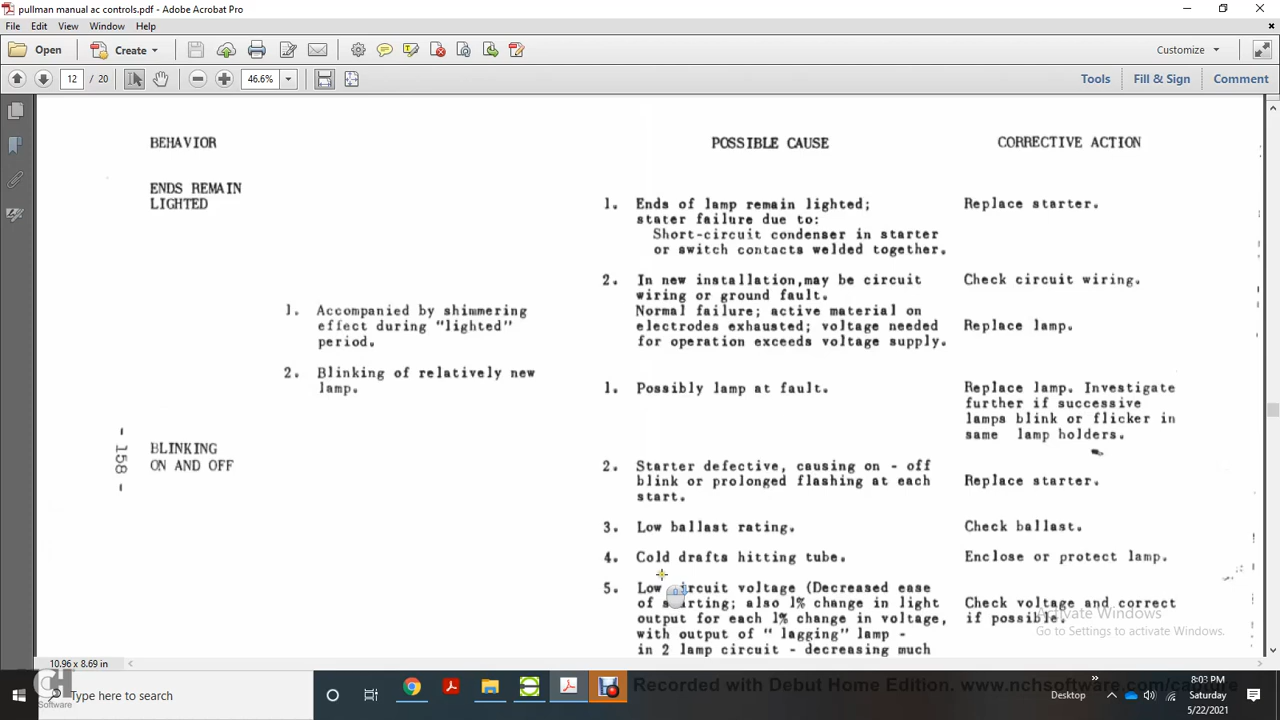 pullman manual ac controls.pdf - Adobe Acrobat Pro
File Edit View Window Help
Open Create Customize
12 / 20 46.6% Tools Fill & Sign Comment
BEHAVIOR POSSIBLE CAUSE CORRECTIVE ACTION
ENDS REMAIN
LIGHTED
1. Ends of lamp remain lighted; Replace starter.
stater failure due to:
Short-circuit condenser in starter
or switch contacts welded together.
2. In new installation,may be circuit Check circuit wiring.
wiring or ground fault.
1. Accompanied by shimmering Normal failure; active material on
effect during "lighted" electrodes exhausted; voltage needed Replace lamp.
period. for operation exceeds voltage supply.
2. Blinking of relatively new
lamp. 1. Possibly lamp at fault. Replace lamp. Investigate
further if successive
lamps blink or flicker in
same lamp holders.
- 158 -
BLINKING
ON AND OFF
2. Starter defective, causing on - off
blink or prolonged flashing at each Replace starter.
start.
3. Low ballast rating. Check ballast.
4. Cold drafts hitting tube. Enclose or protect lamp.
5. Low circuit voltage (Decreased ease
of starting; also 1% change in light Check voltage and correct
output for each 1% change in voltage, if possible.
with output of " lagging" lamp -
in 2 lamp circuit - decreasing much
Activate Windows
Go to Settings to activate Windows.
10.96 x 8.69 in
NCH
Software
Type here to search
Recorded with Debut Home Edition. www.nchsoftware.com/capture
Desktop
8:03 PM
Saturday
5/22/2021